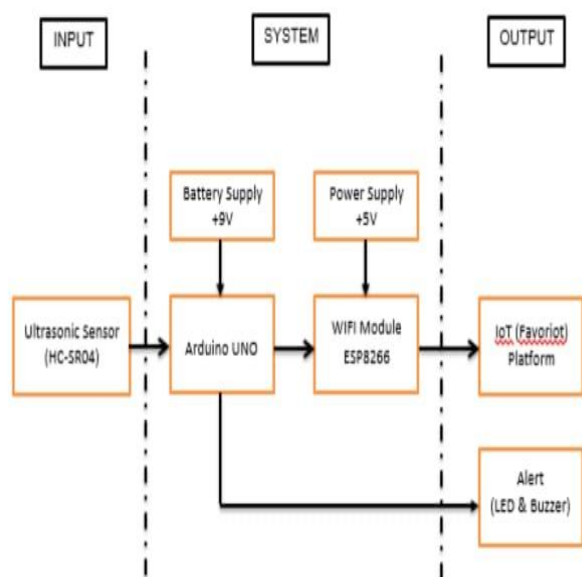 INPUT
SYSTEM
OUTPUT
Battery Supply
+9V
Power Supply
+5V
Ultrasonic Sensor
(HC-SR04)
Arduino UNO
WIFI Module
ESP8266
IoT (Favoriot)
Platform
Alert
(LED & Buzzer)